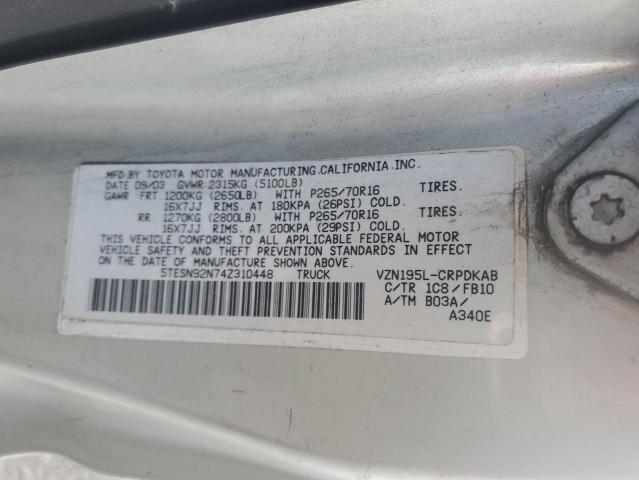 MFD.BY TOYOTA MOTOR MANUFACTURING.CALIFORNIA.INC.
DATE 09/03 GVWR:2315KG (5100LB)
GAWR FRT 1200KG (2650LB) WITH P265/70R16 TIRES.
16X7JJ RIMS. AT 180KPA (26PSI) COLD.
RR. 1270KG (2800LB) WITH P265/70R16 TIRES.
16X7JJ RIMS. AT 200KPA (29PSI) COLD.
THIS VEHICLE CONFORMS TO ALL APPLICABLE FEDERAL MOTOR
VEHICLE SAFETY AND THEFT PREVENTION STANDARDS IN EFFECT
ON THE DATE OF MANUFACTURE SHOWN ABOVE.
5TESN92N74Z310448 TRUCK VZN195L-CRPDKAB
C/TR 1C8/FB10
A/TM B03A/
A340E